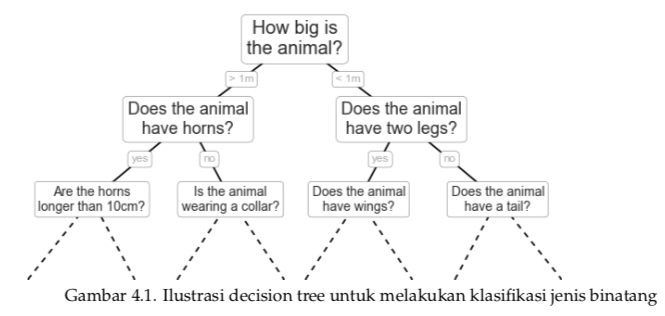 How big is
the animal?
> 1m
< 1m
Does the animal
have horns?
Does the animal
have two legs?
yes
no
yes
no
Are the horns
longer than 10cm?
Is the animal
wearing a collar?
Does the animal
have wings?
Does the animal
have a tail?
Gambar 4.1. Ilustrasi decision tree untuk melakukan klasifikasi jenis binatang